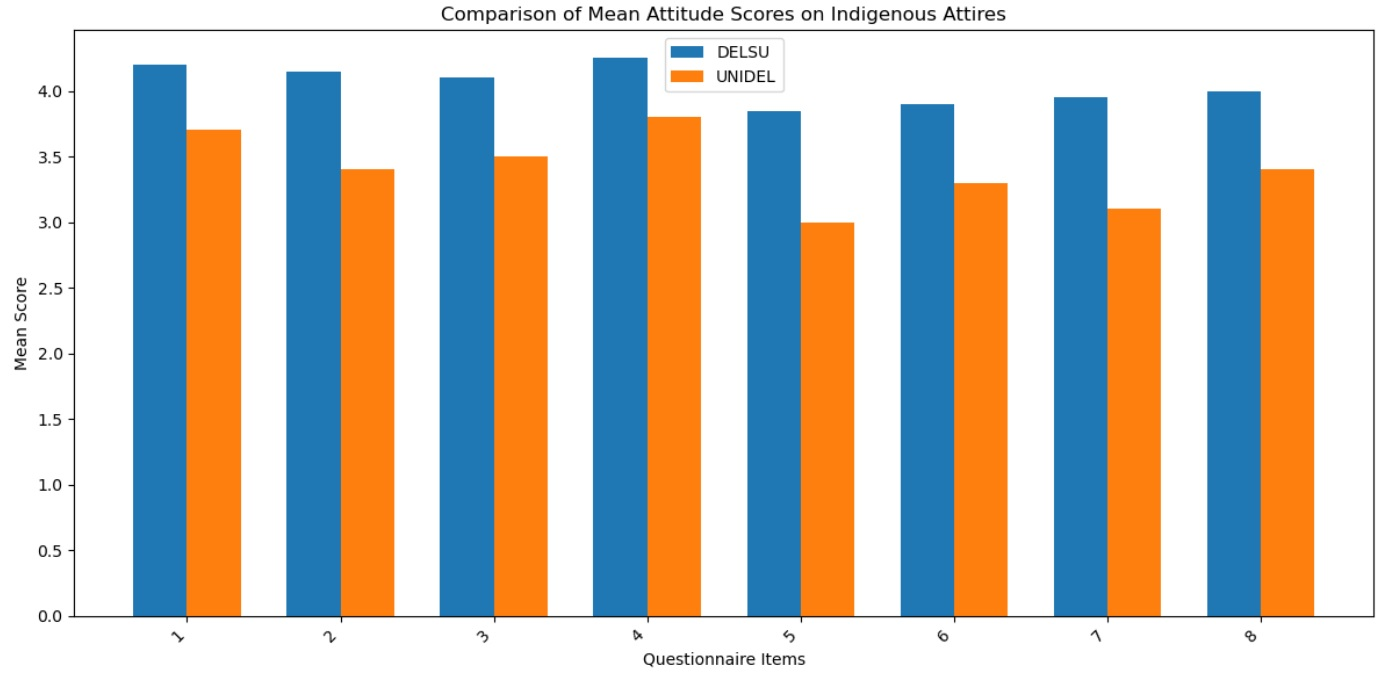 Comparison of Mean Attitude Scores on Indigenous Attires
DELSU
UNIDEL
Mean Score
4.0
3.5
3.0
2.5
2.0
1.5
1.0
0.5
0.0
1 2 3 4 5 6 7 8
Questionnaire Items